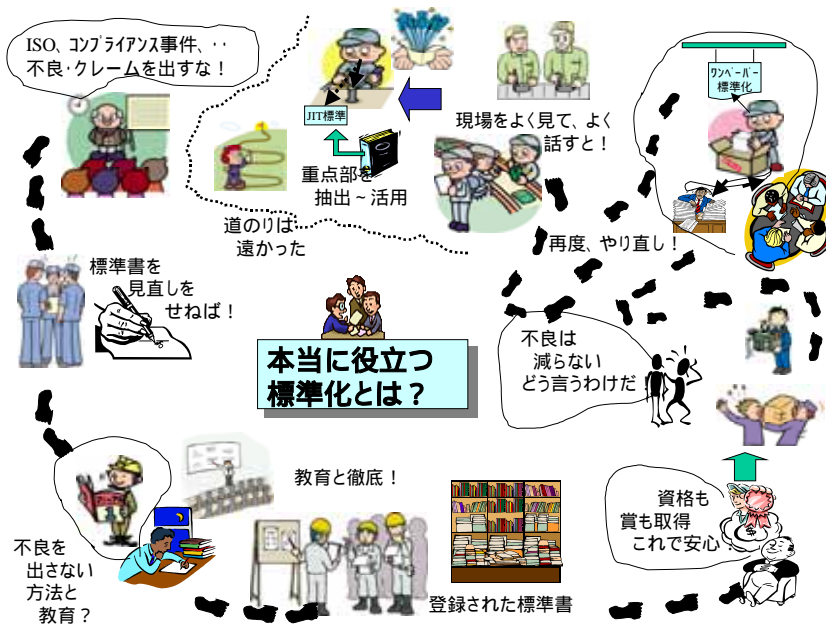 ISO、ｺﾝﾌﾟﾗｲｱﾝｽ事件、‥
不良・クレームを出すな！
JIT標準
重点部を
抽出～活用
道のりは
遠かった
現場をよく見て、よく
話すと！
ﾜﾝﾍﾟｰﾊﾟｰ
標準化
再度、やり直し！
標準書を
見直しを
せねば！
本当に役立つ
標準化とは？
不良は
減らない
どう言うわけだ！
不良を
出さない
方法と
教育？
教育と徹底！
登録された標準書
資格も
賞も取得
これで安心！